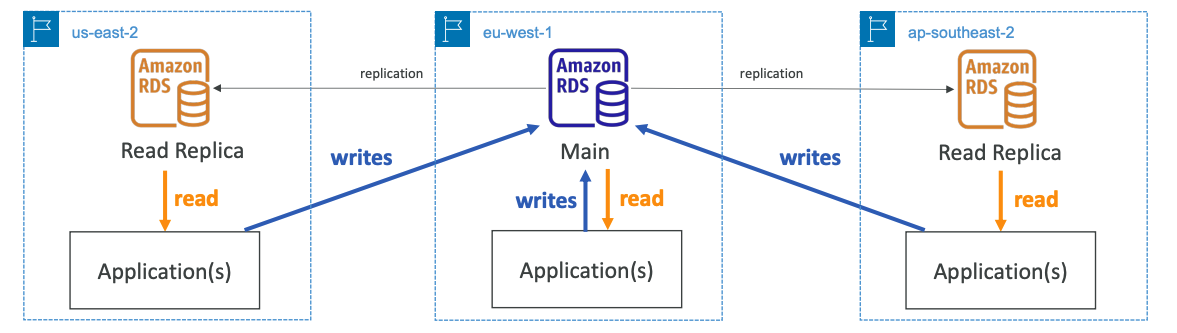 us-east-2
eu-west-1
ap-southeast-2
Amazon
RDS
replication
Amazon
RDS
replication
Amazon
RDS
Read Replica
writes
Main
writes
Read Replica
read
writes
read
read
Application(s)
Application(s)
Application(s)